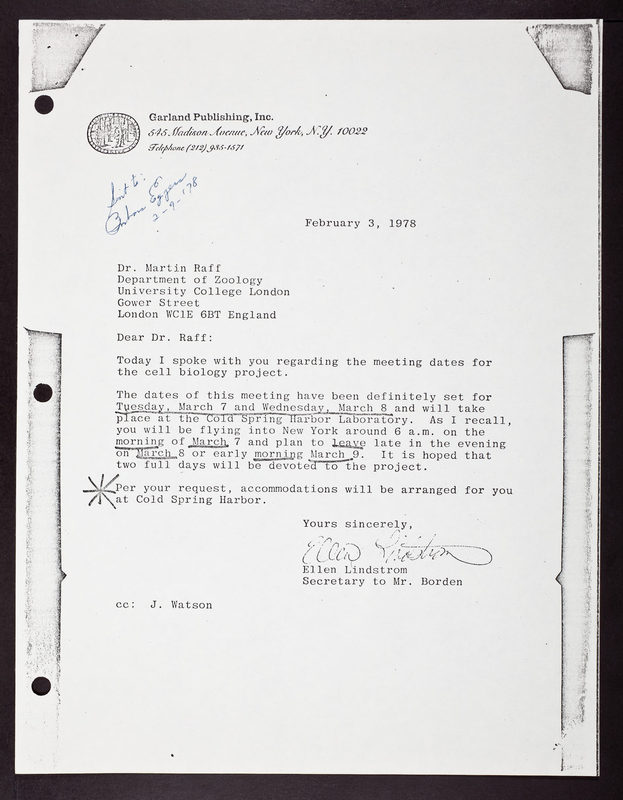 Garland Publishing, Inc.
545 Madison Avenue, New York, N.Y. 10022
Telephone (212) 935-1571
Sent to:
2-9-178
February 3, 1978
Dr. Martin Raff
Department of Zoology
University College London
Gower Street
London WC1E 6BT England
Dear Dr. Raff:
Today I spoke with you regarding the meeting dates for
the cell biology project.
The dates of this meeting have been definitely set for
Tuesday, March 7 and Wednesday, March 8 and will take
place at the Cold Spring Harbor Laboratory. As I recall,
you will be flying into New York around 6 a.m. on the
morning of March 7 and plan to leave late in the evening
on March 8 or early morning March 9. It is hoped that
two full days will be devoted to the project.
Per your request, accommodations will be arranged for you
at Cold Spring Harbor.
Yours sincerely,
Ellen Lindstrom
Ellen Lindstrom
Secretary to Mr. Borden
cc: J. Watson